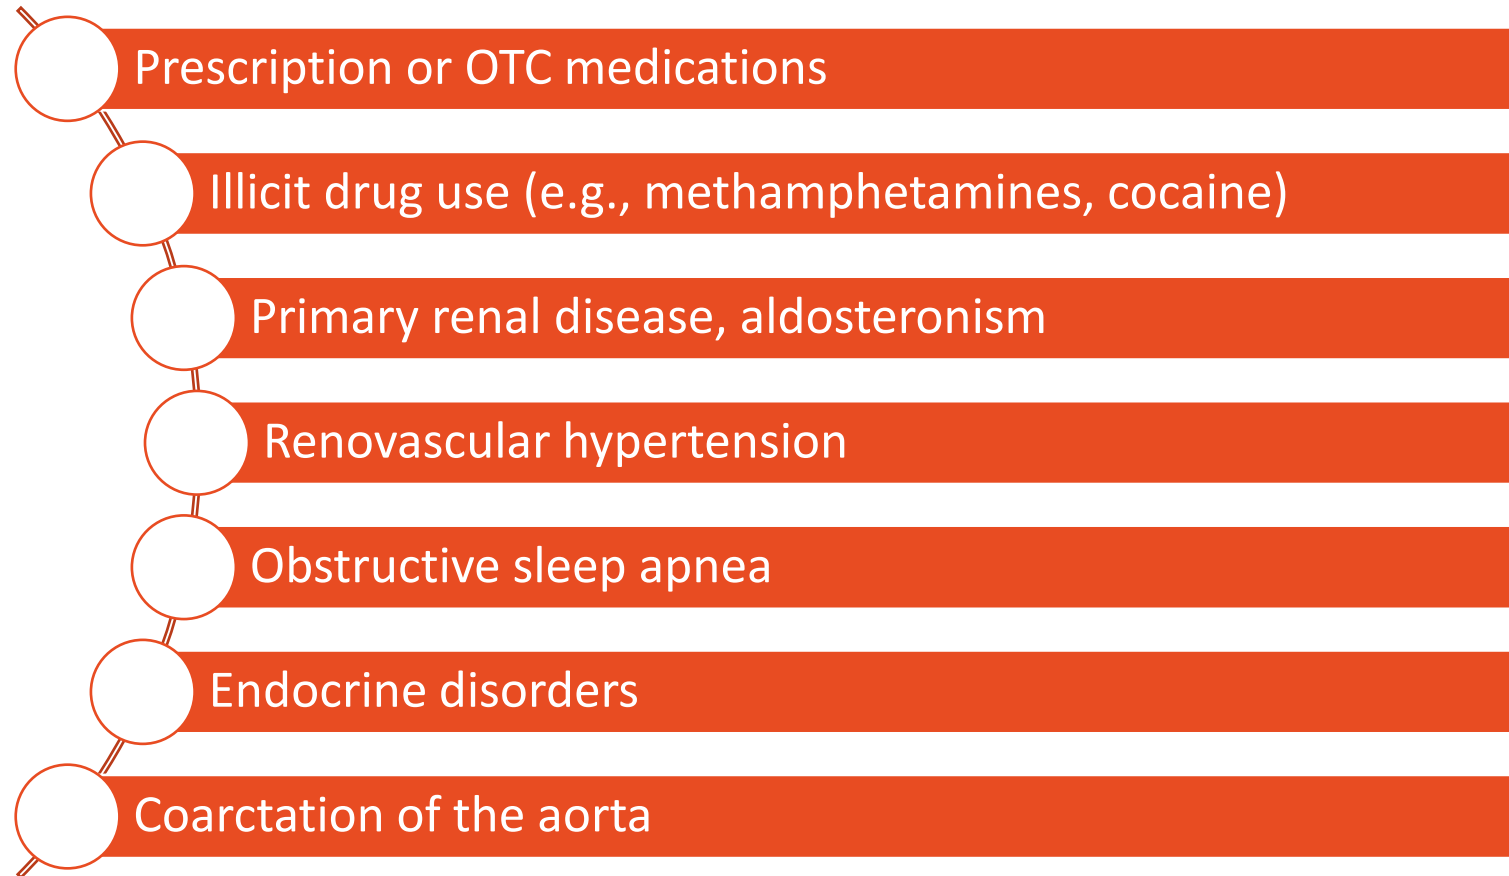 Prescription or OTC medications
Illicit drug use (e.g., methamphetamines, cocaine)
Primary renal disease, aldosteronism
Renovascular hypertension
Obstructive sleep apnea
Endocrine disorders
Coarctation of the aorta